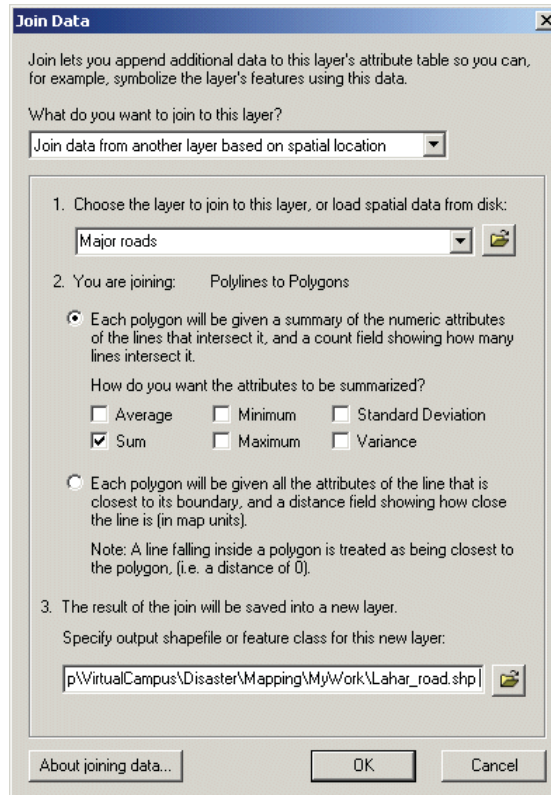 Join Data
Join lets you append additional data to this layer's attribute table so you can,
for example, symbolize the layer's features using this data.
What do you want to join to this layer?
Join data from another layer based on spatial location
1. Choose the layer to join to this layer, or load spatial data from disk:
Major roads
2. You are joining: Polylines to Polygons
Each polygon will be given a summary of the numeric attributes
of the lines that intersect it, and a count field showing how many
lines intersect it.
How do you want the attributes to be summarized?
Average Minimum Standard Deviation
Sum Maximum Variance
Each polygon will be given all the attributes of the line that is
closest to its boundary, and a distance field showing how close
the line is (in map units).
Note: A line falling inside a polygon is treated as being closest to
the polygon, (i.e. a distance of 0).
3. The result of the join will be saved into a new layer.
Specify output shapefile or feature class for this new layer:
p\VirtualCampus\Disaster\Mapping\MyWork\Lahar_road.shp
About joining data... OK Cancel